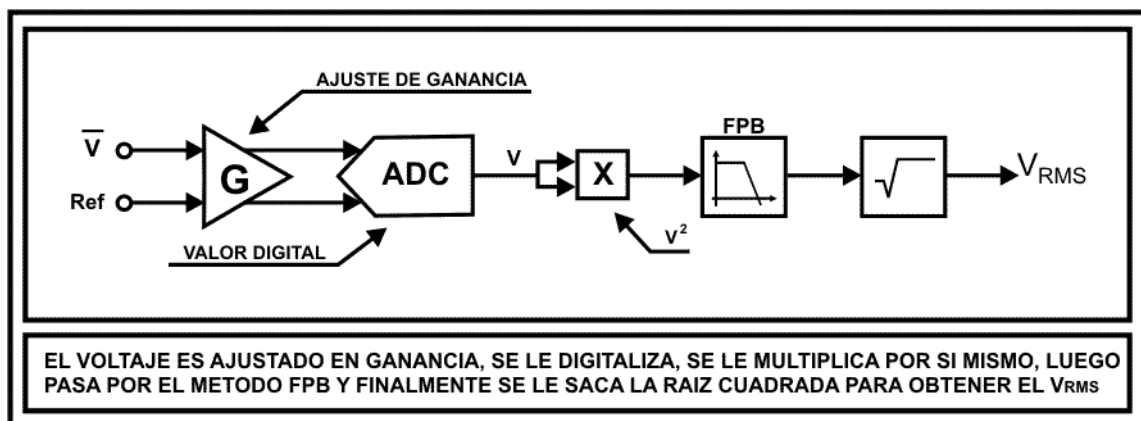 AJUSTE DE GANANCIA
V
Ref
G
ADC
VALOR DIGITAL
V
X
V²
FPB
√
VRMS
EL VOLTAJE ES AJUSTADO EN GANANCIA, SE LE DIGITALIZA, SE LE MULTIPLICA POR SI MISMO, LUEGO
PASA POR EL METODO FPB Y FINALMENTE SE LE SACA LA RAIZ CUADRADA PARA OBTENER EL VRMS